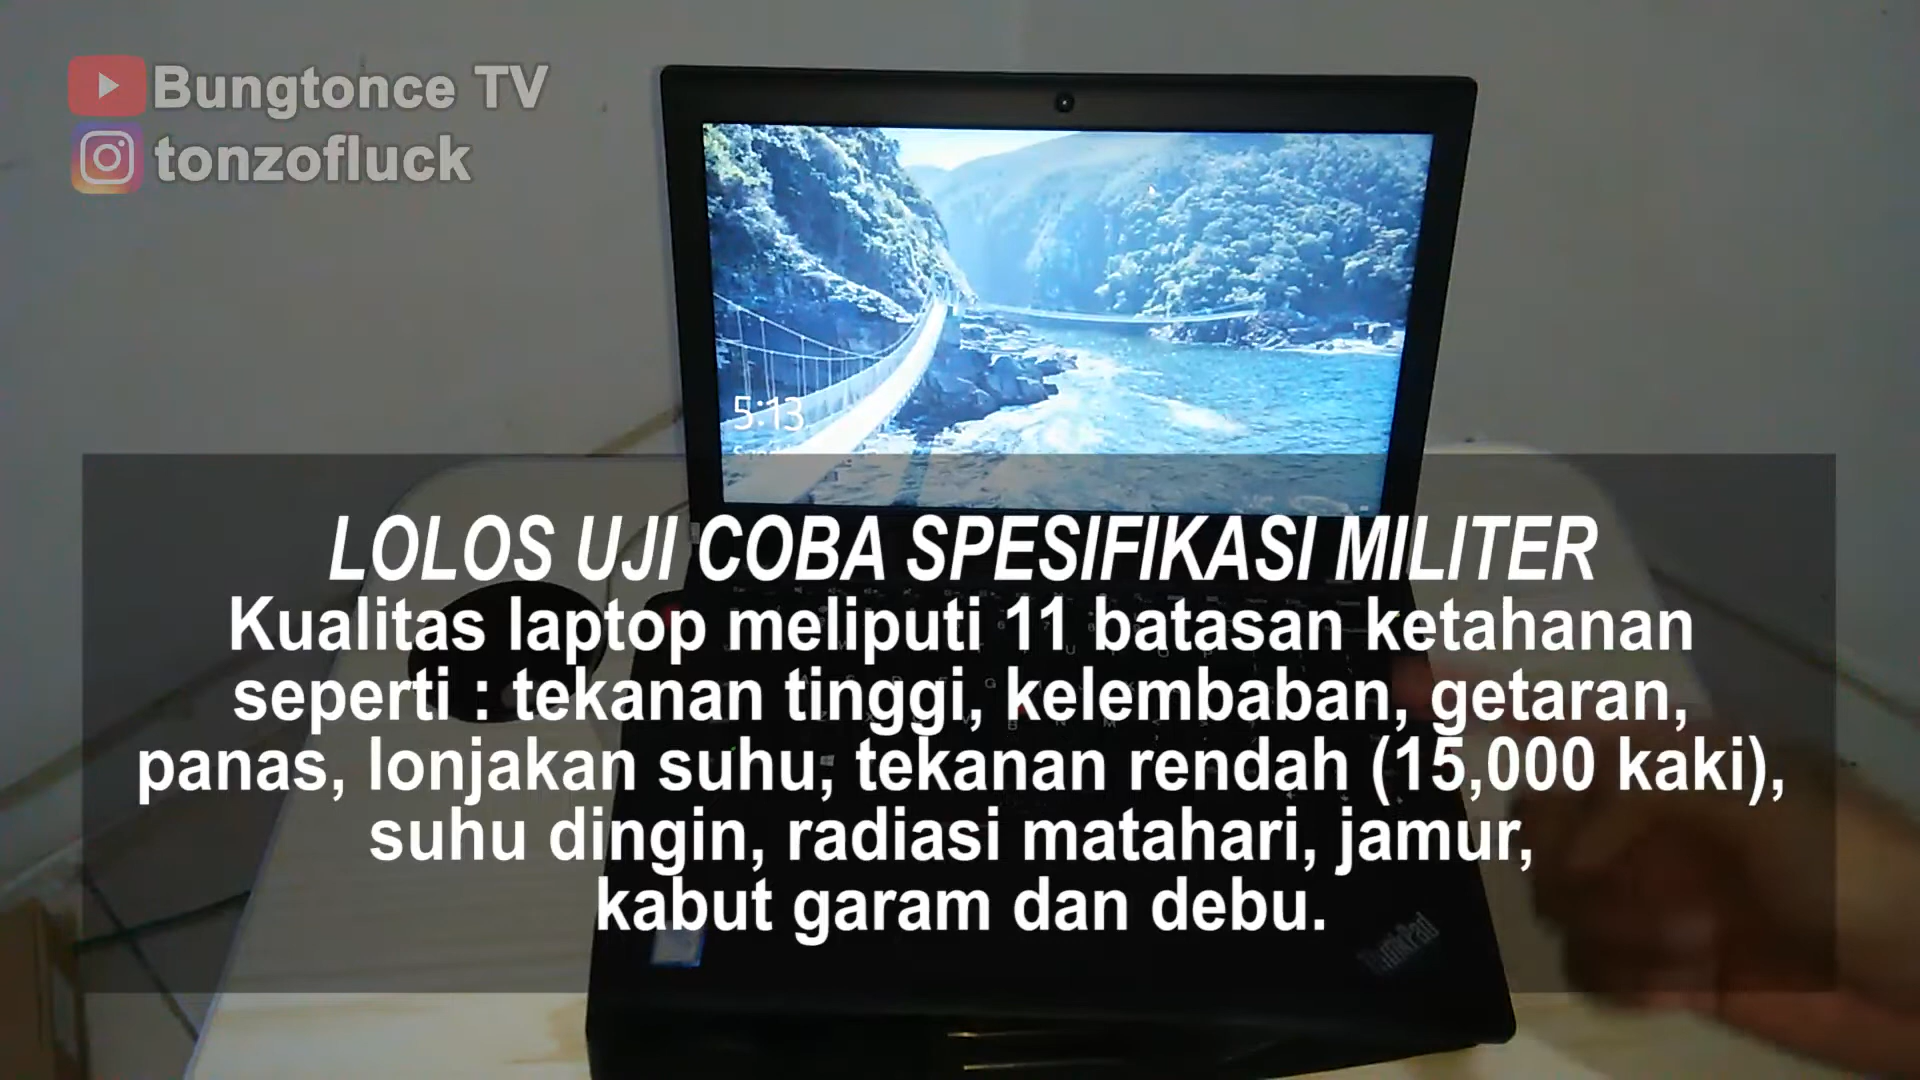 Bungtonce TV
tonzofluck
5:13
LOLOS UJI COBA SPESIFIKASI MILITER
Kualitas laptop meliputi 11 batasan ketahanan
seperti : tekanan tinggi, kelembaban, getaran,
panas, lonjakan suhu, tekanan rendah (15,000 kaki),
suhu dingin, radiasi matahari, jamur,
kabut garam dan debu.
ThinkPad